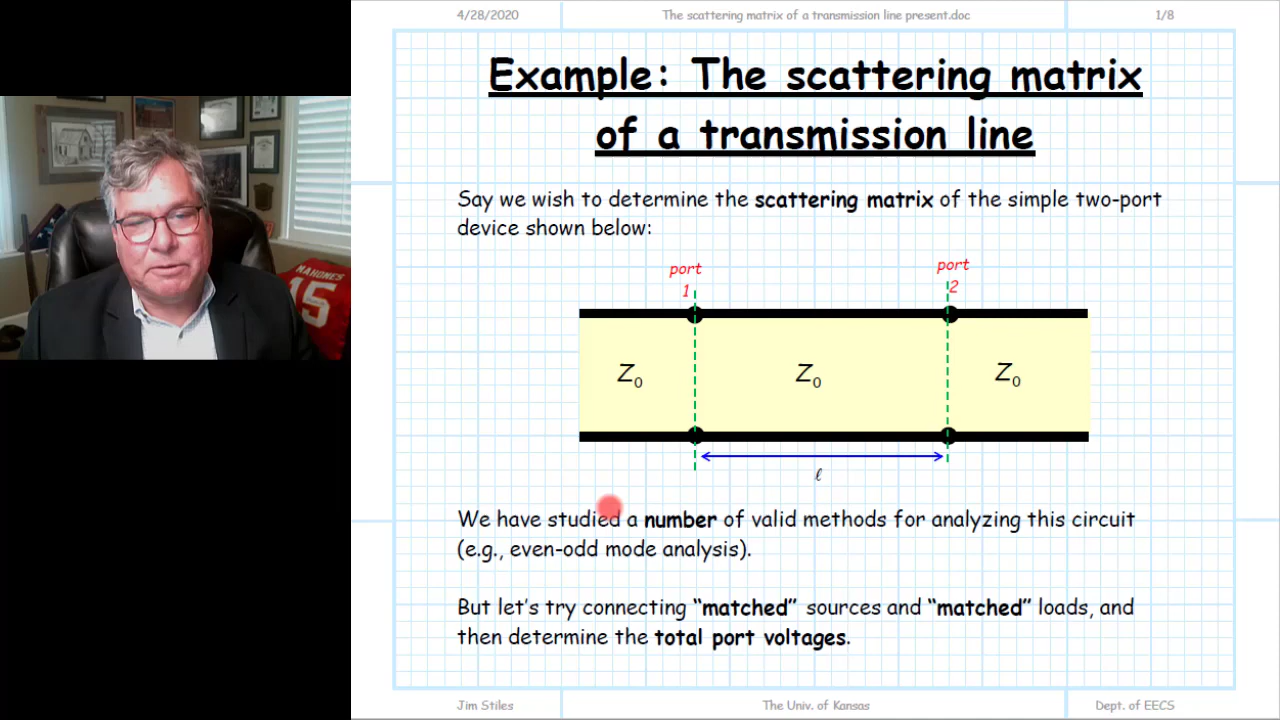 4/28/2020 The scattering matrix of a transmission line present.doc 1/8
Example: The scattering matrix
of a transmission line
Say we wish to determine the scattering matrix of the simple two-port
device shown below:
port
1
port
2
Z0 Z0 Z0
ℓ
We have studied a number of valid methods for analyzing this circuit
(e.g., even-odd mode analysis).
But let's try connecting “matched” sources and “matched” loads, and
then determine the total port voltages.
Jim Stiles The Univ. of Kansas Dept. of EECS
MAHOMES
15